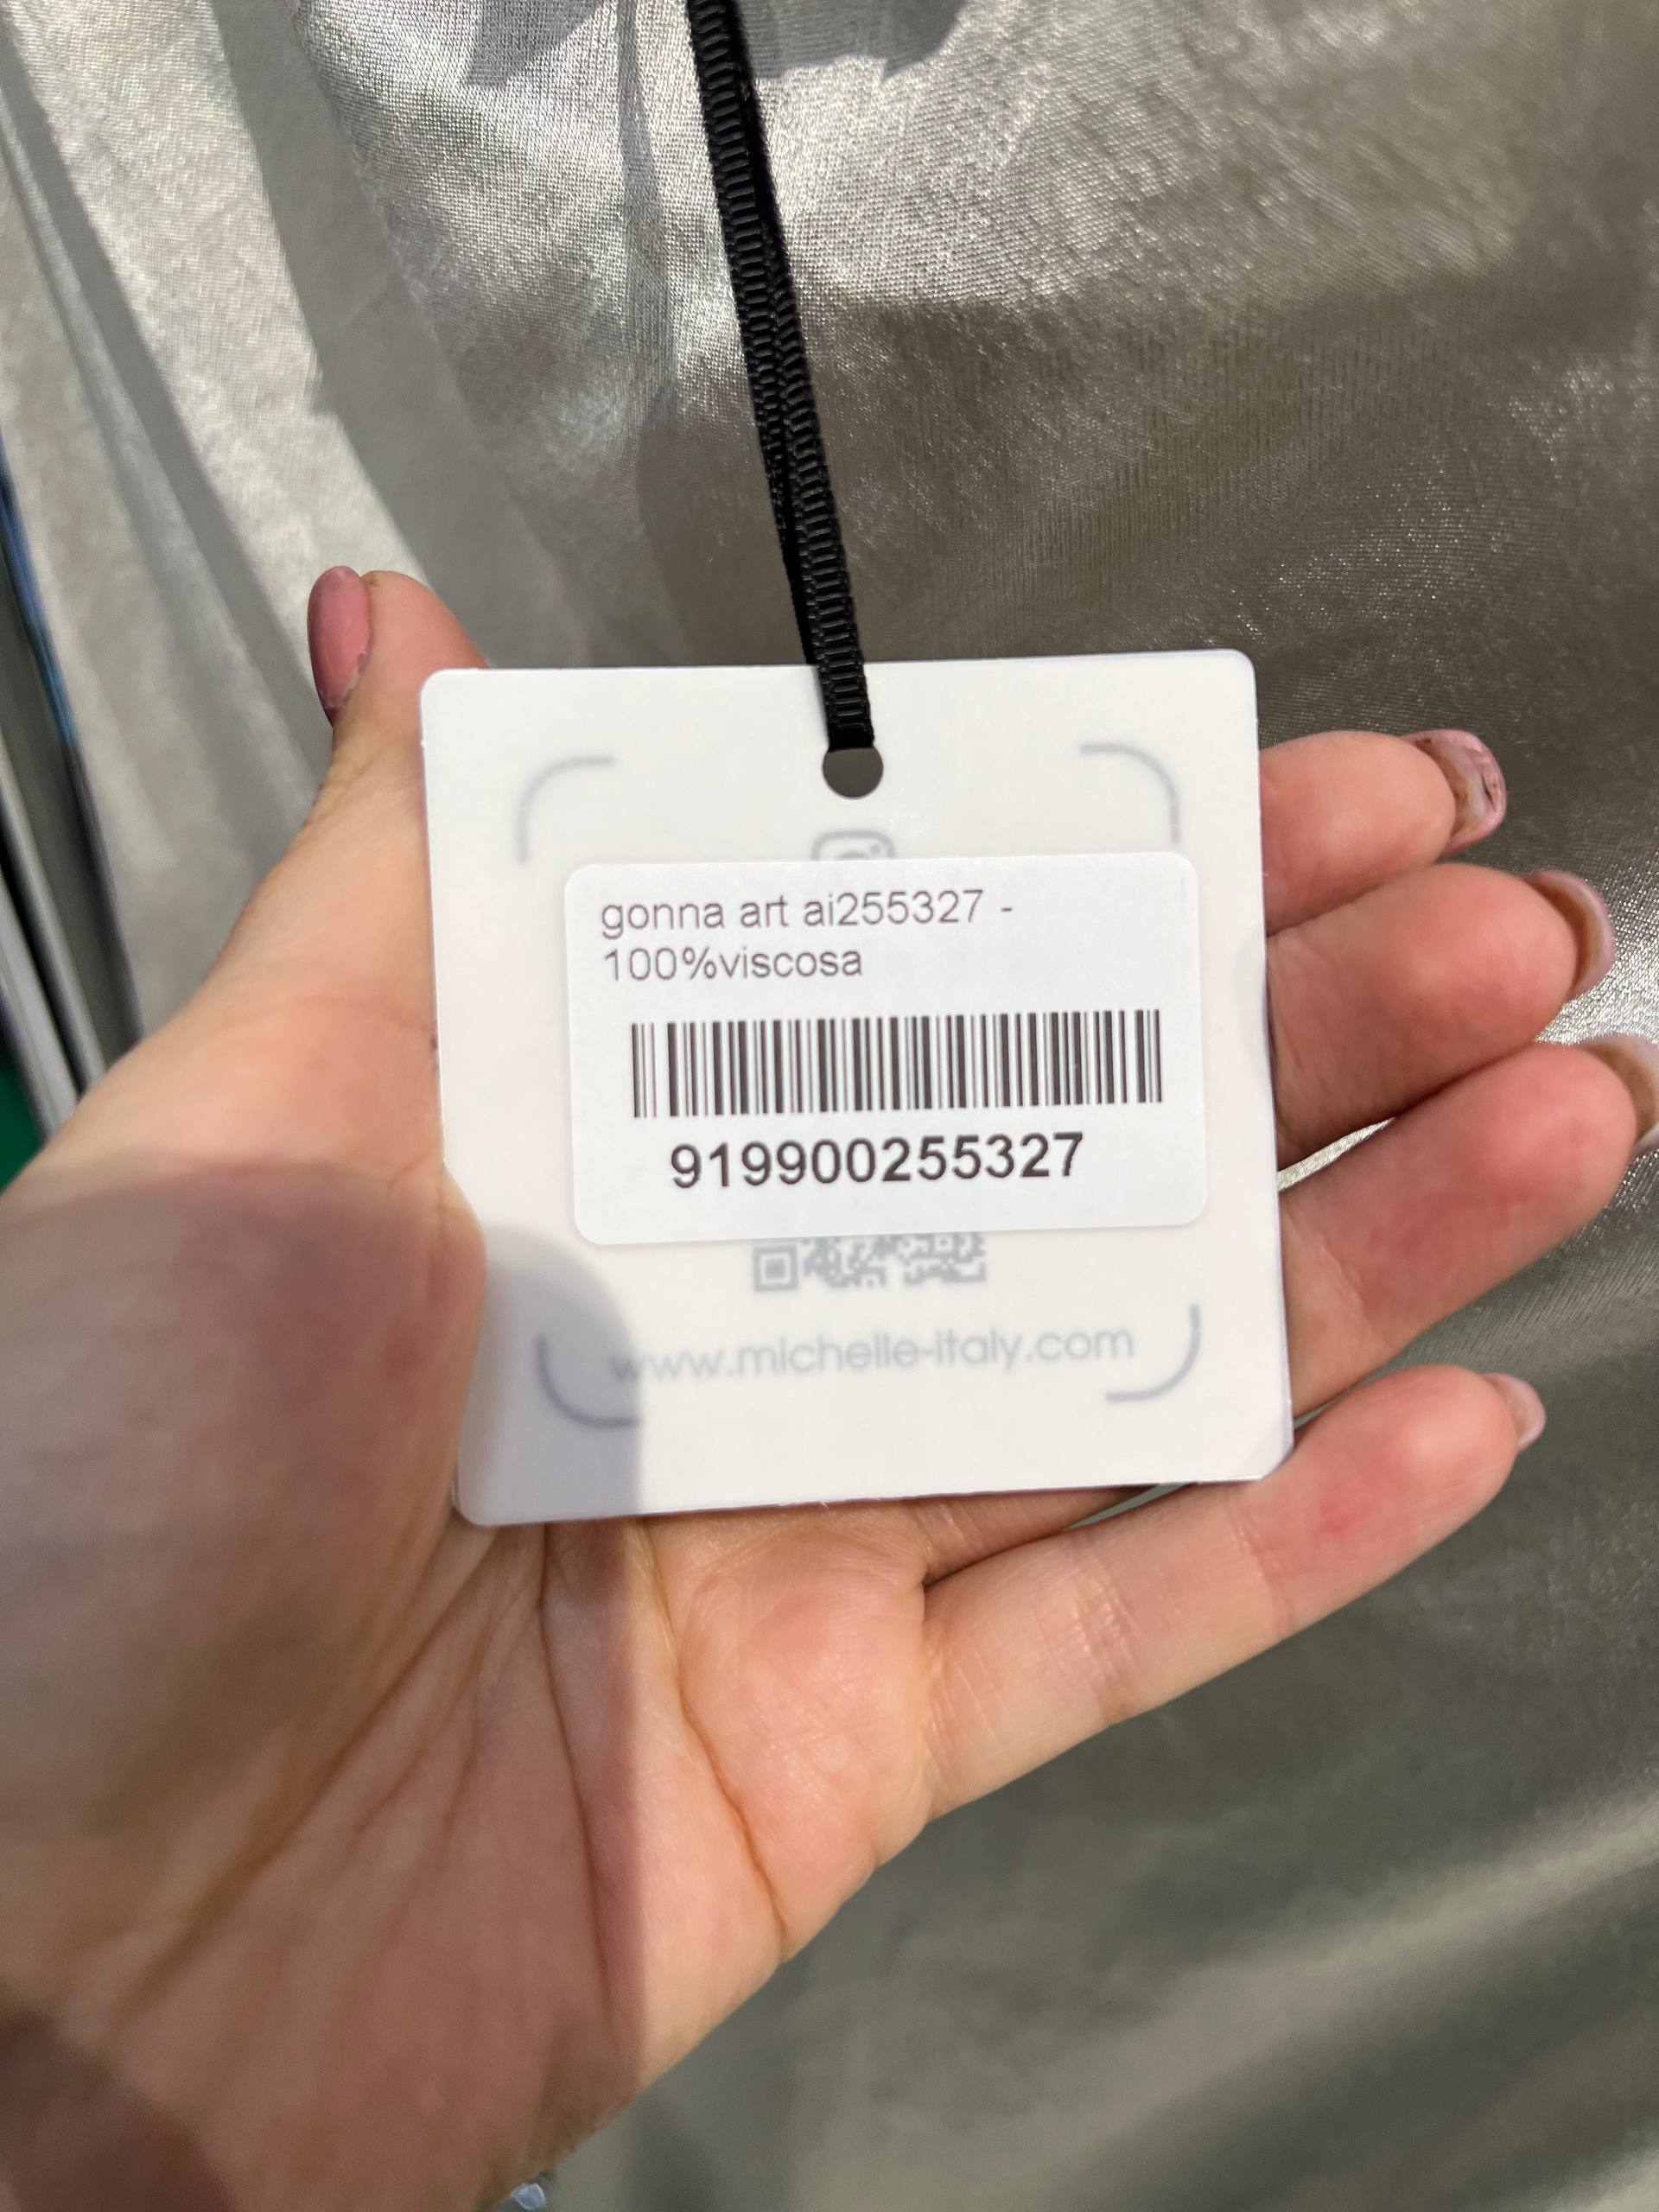 gonna art ai255327 -
100%viscosa
919900255327
www.michelle-italy.com